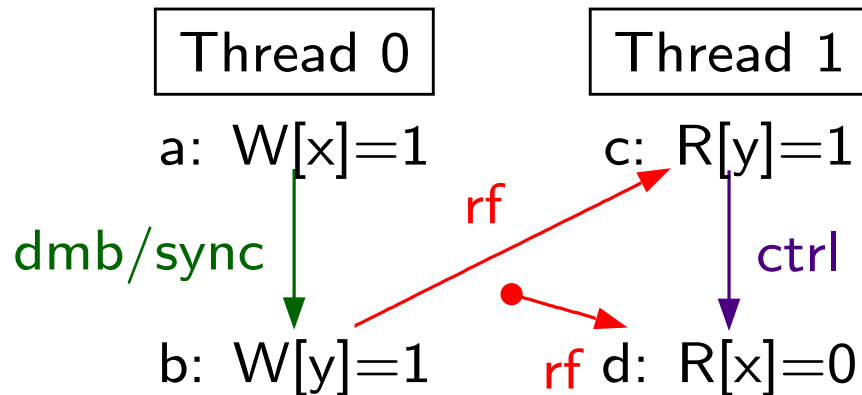 Thread 0
Thread 1
a: W[x]=1
c: R[y]=1
rf
dmb/sync
ctrl
b: W[y]=1
rf
d: R[x]=0